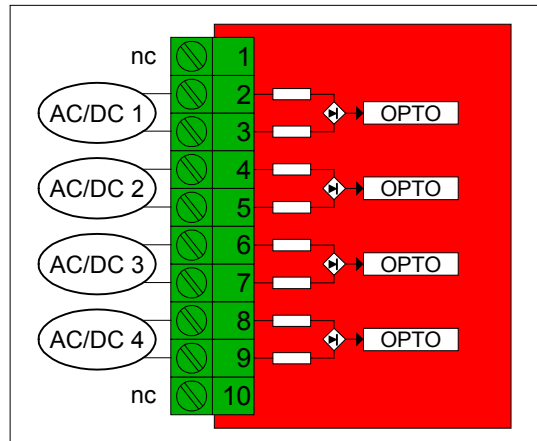 nc 1
2
AC/DC 1 OPTO
3
4
AC/DC 2 OPTO
5
6
AC/DC 3 OPTO
7
8
AC/DC 4 OPTO
9
nc 10